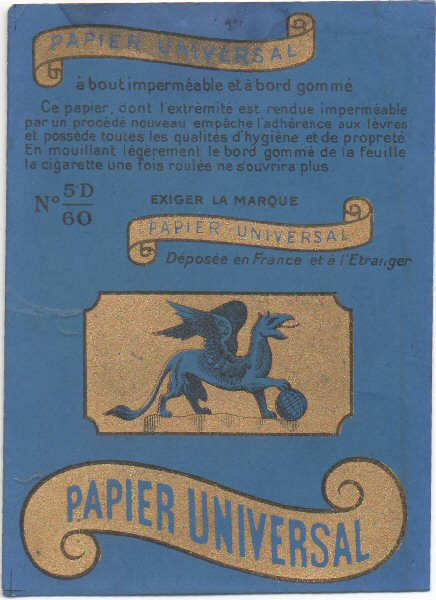 PAPIER UNIVERSAL
à bout imperméable et à bord gommé
Ce papier, dont l'extrémité est rendue imperméable
par un procédé nouveau empêche l'adhérence aux lèvres
et possède toutes les qualités d'hygiène et de propreté.
En mouillant légèrement le bord gommé de la feuille
la cigarette une fois roulée ne s'ouvrira plus.
No 5·D
60
EXIGER LA MARQUE
PAPIER UNIVERSAL
Déposée en France et à l'Etranger
PAPIER UNIVERSAL